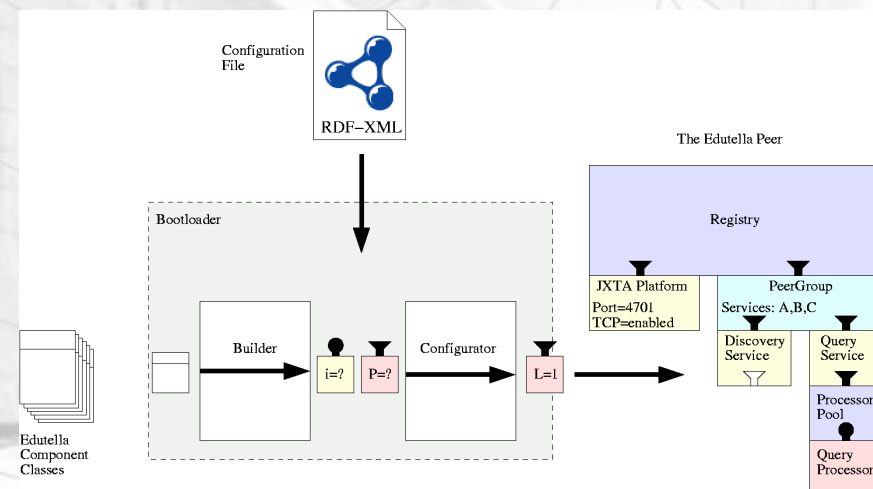 Configuration
File
RDF-XML
The Edutella Peer
Bootloader
Registry
JXTA Platform
Port=4701
TCP=enabled
PeerGroup
Services: A,B,C
Builder
i=?
P=?
Configurator
L=1
Discovery
Service
Query
Service
Processor
Pool
Query
Processor
Edutella
Component
Classes